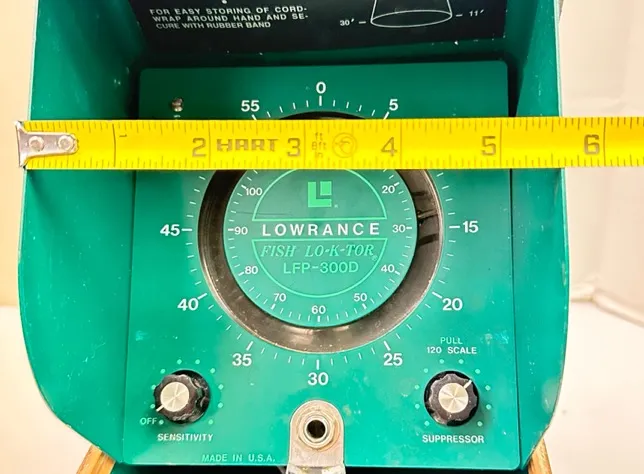 FOR EASY STORING OF CORD-
WRAP AROUND HAND AND SE-
CURE WITH RUBBER BAND
30' 11'
0
55 5
1 2 HART 3 ft 4 5 6
100 20
LOWRANCE
45 90 30 15
FISH LO-K-TOR
LFP-300D
80 40
70 50
60
40 20
35 25
30
PULL
120 SCALE
OFF
SENSITIVITY SUPPRESSOR
MADE IN U.S.A.